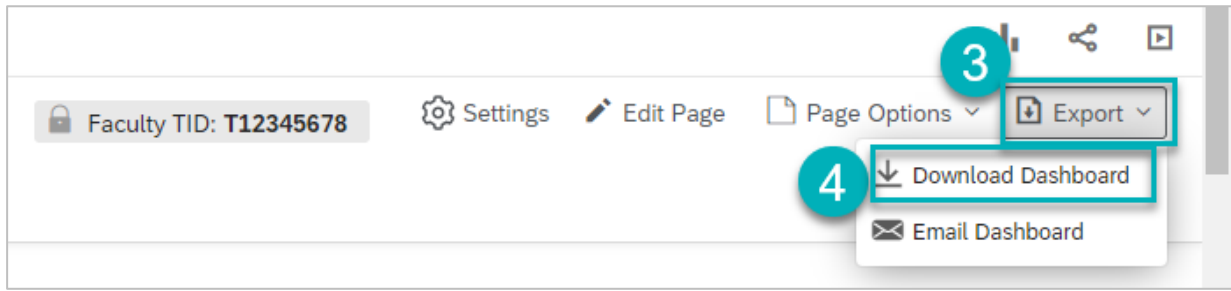 3
Faculty TID: T12345678
Settings
Edit Page
Page Options
Export
4
Download Dashboard
Email Dashboard